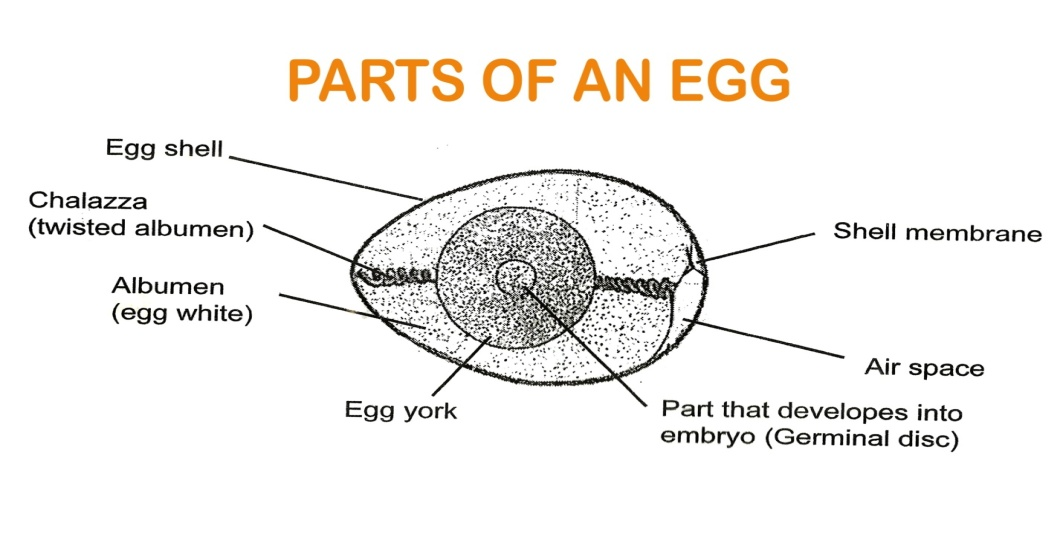 PARTS OF AN EGG
Egg shell
Chalazza
(twisted albumen)
Albumen
(egg white)
Egg york
Shell membrane
Air space
Part that developes into
embryo (Germinal disc)